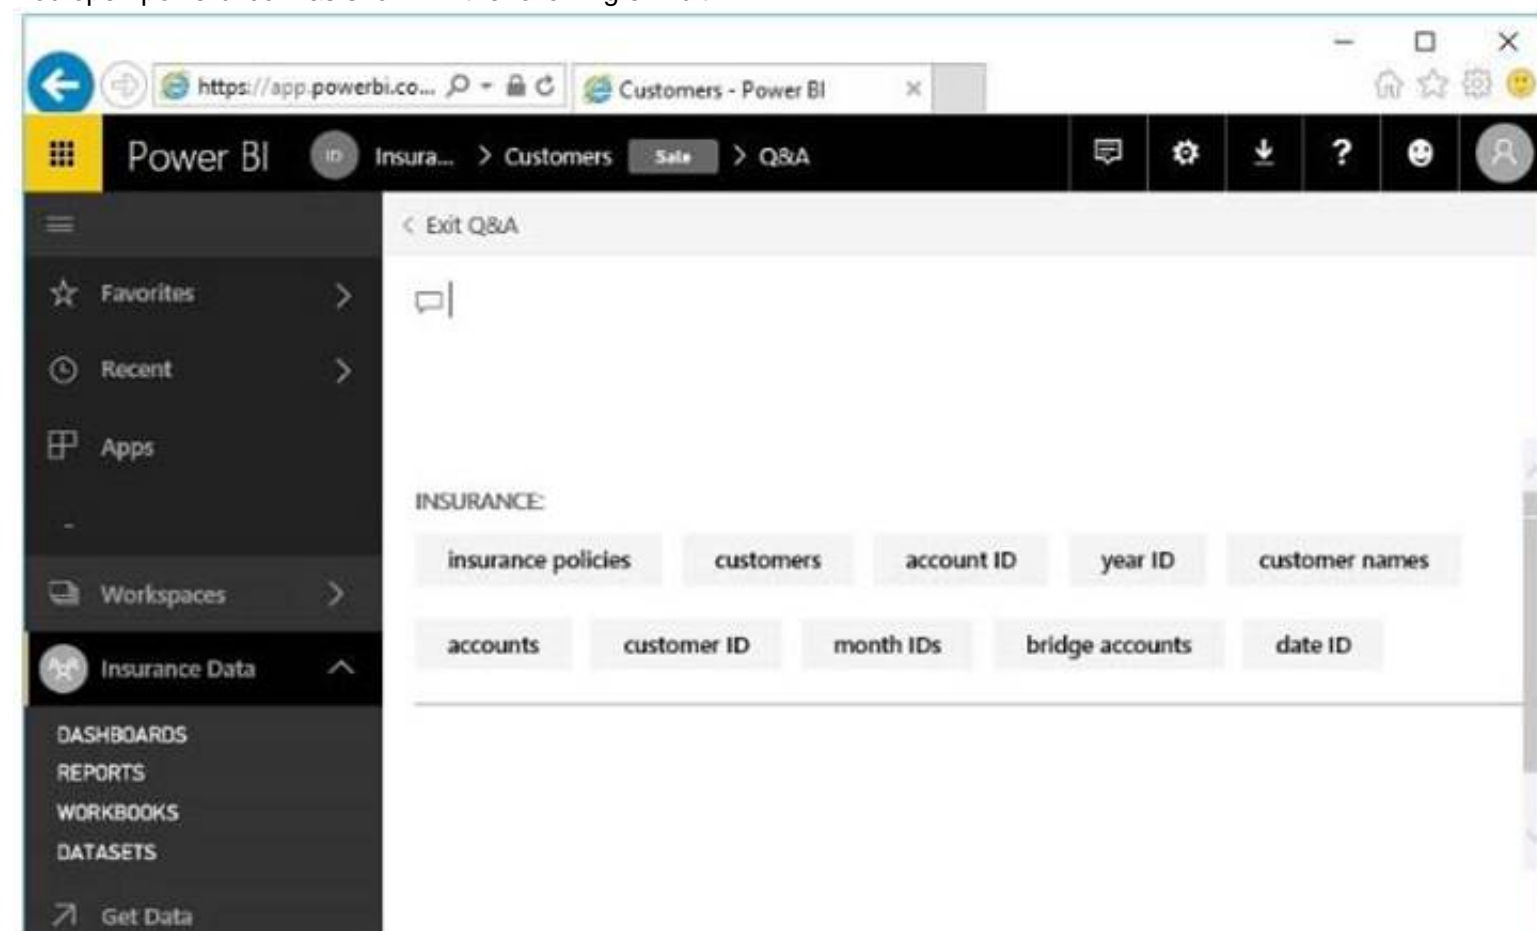 https://app.powerbi.co... Customers - Power BI
Power BI ID Insura... > Customers Sale > Q&A
< Exit Q&A
Favorites
Recent
Apps
INSURANCE:
insurance policies customers account ID year ID customer names
accounts customer ID month IDs bridge accounts date ID
Workspaces
Insurance Data
DASHBOARDS
REPORTS
WORKBOOKS
DATASETS
Get Data